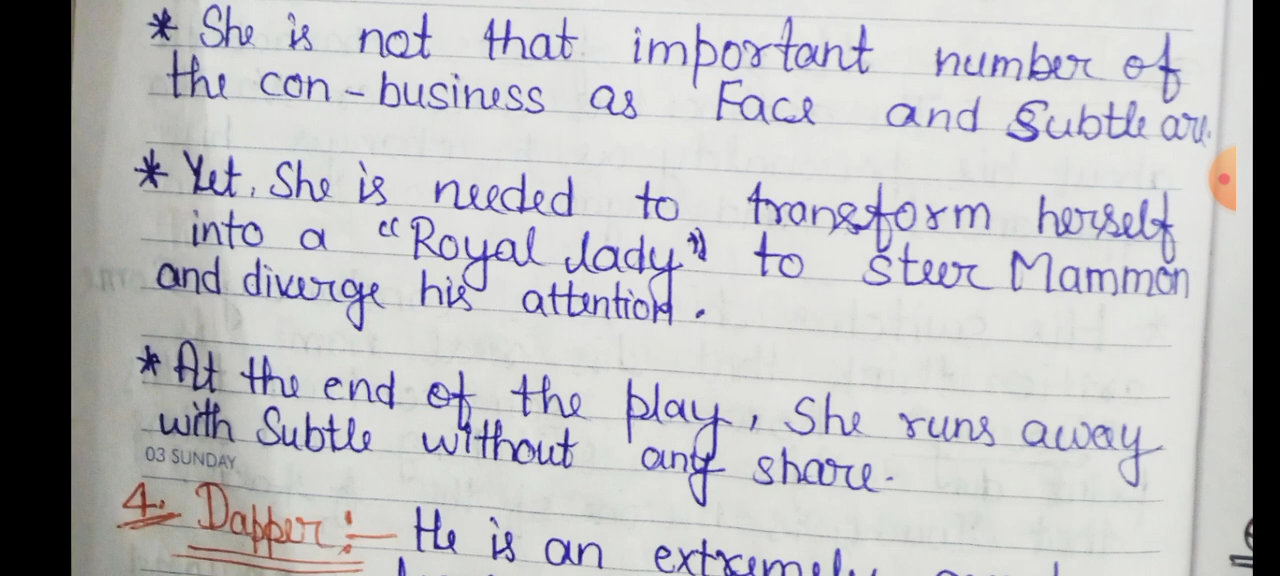 * She is not that important number of
the con-business as Face and Subtle are.
* Yet, She is needed to transform herself
into a "Royal lady" to steer Mammon
and diverge his attention.
* At the end of the play, She runs away
with Subtle without any share.
03 SUNDAY
4. Dapper:- He is an extremely